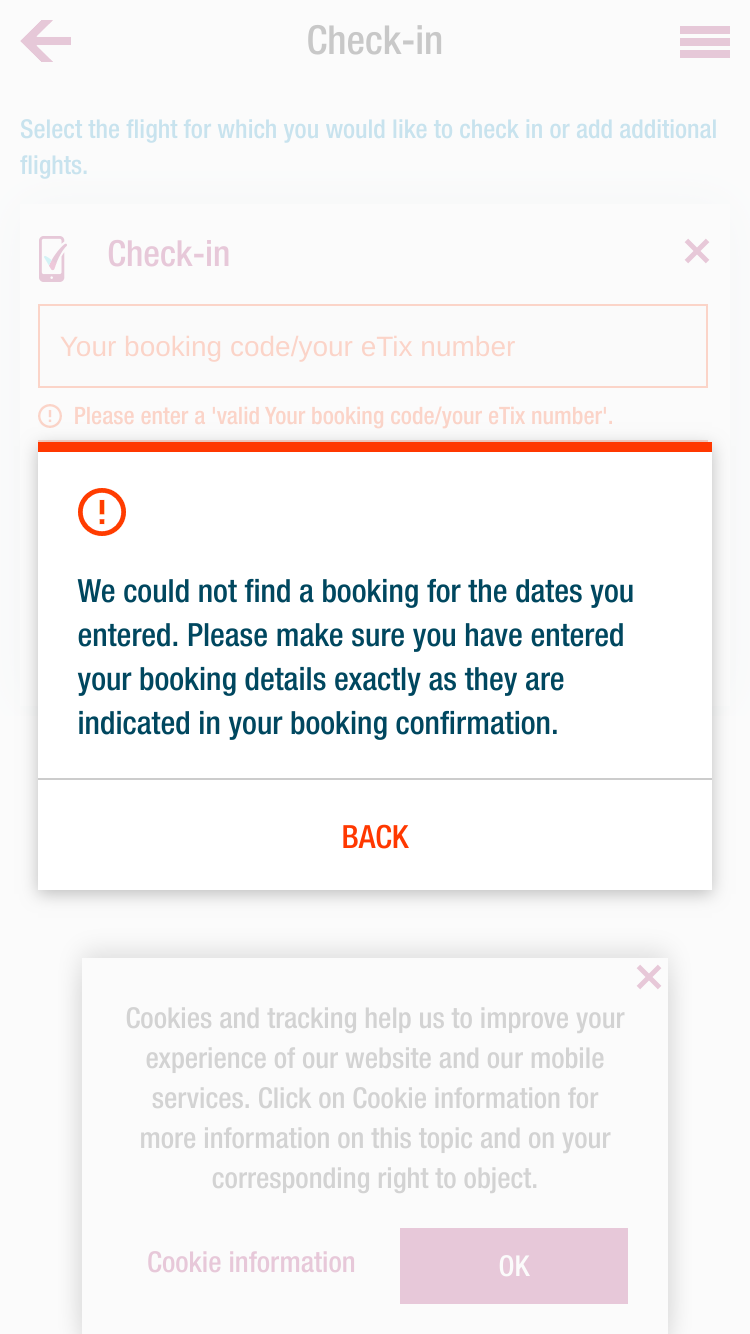 Check-in
Select the flight for which you would like to check in or add additional
flights.
Check-in
Your booking code/your eTix number
Please enter a 'valid Your booking code/your eTix number'.
We could not find a booking for the dates you
entered. Please make sure you have entered
your booking details exactly as they are
indicated in your booking confirmation.
BACK
Cookies and tracking help us to improve your
experience of our website and our mobile
services. Click on Cookie information for
more information on this topic and on your
corresponding right to object.
Cookie information
OK